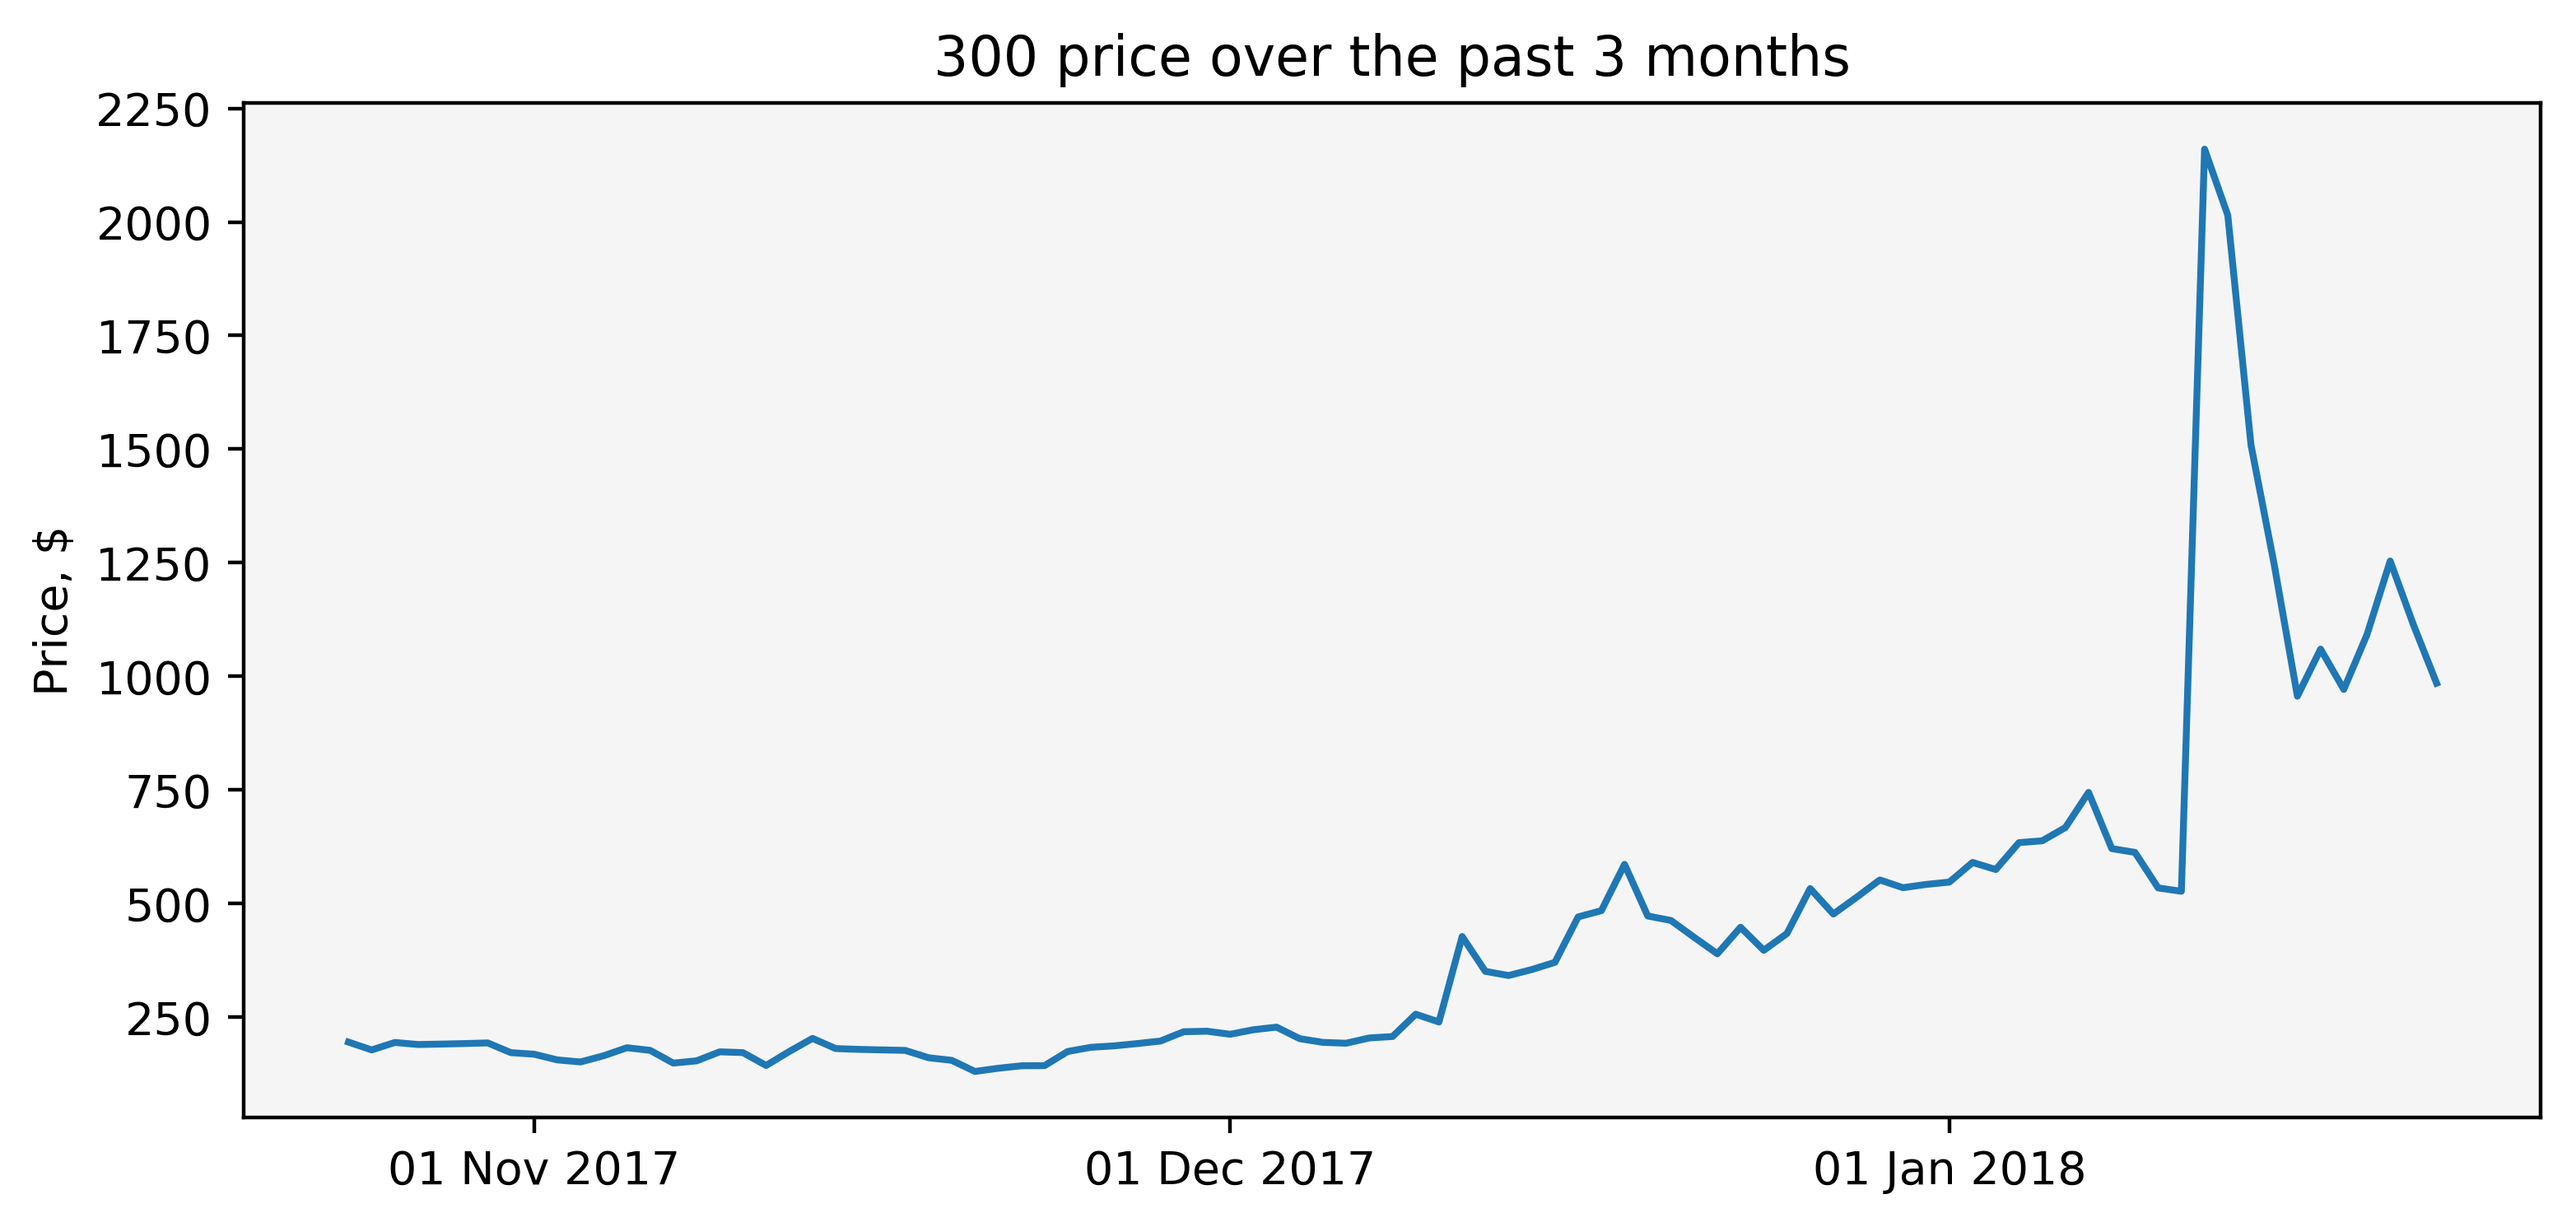 300 price over the past 3 months
Price, $
2250
2000
1750
1500
1250
1000
750
500
250
01 Nov 2017
01 Dec 2017
01 Jan 2018